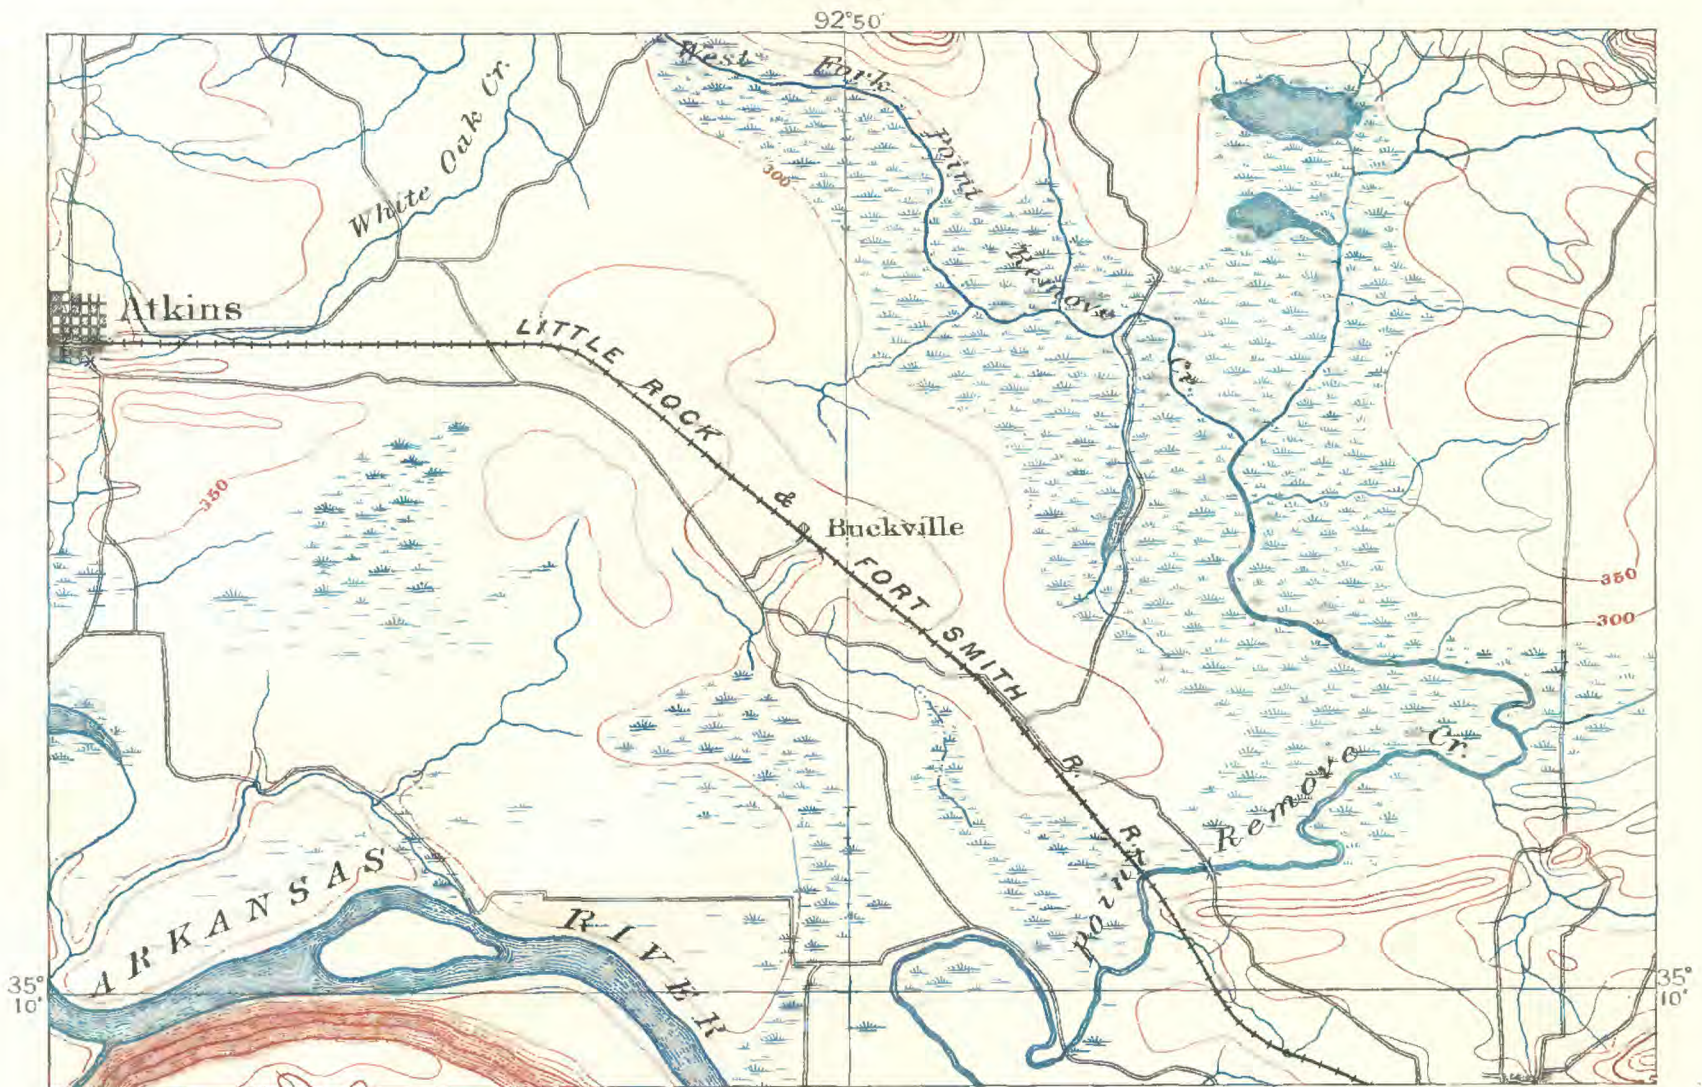 92°50'
West Fork Point Remove Cr.
White Oak Cr.
300
Atkins
LITTLE ROCK & FORT SMITH R. R.
350
Buckville
350
300
Point Remove Cr.
ARKANSAS RIVER
35°
10'
35°
10'